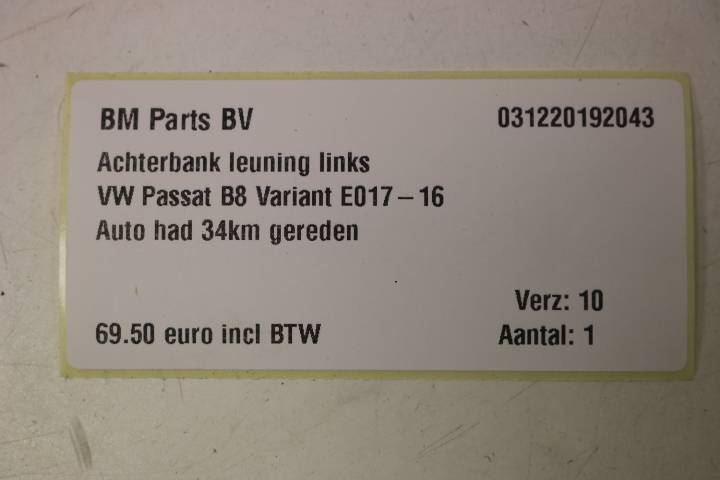 BM Parts BV 031220192043
Achterbank leuning links
VW Passat B8 Variant E017-16
Auto had 34km gereden
Verz: 10
69.50 euro incl BTW Aantal: 1